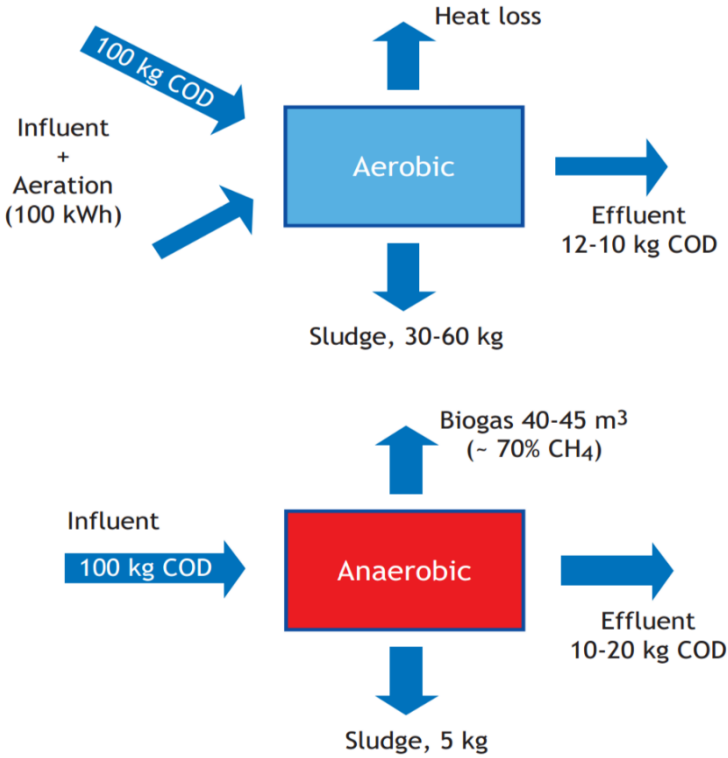 Heat loss
100 kg COD
Influent
+
Aeration
(100 kWh)
Aerobic
Effluent
12-10 kg COD
Sludge, 30-60 kg
Biogas 40-45 m³
(~ 70% CH₄)
Influent
100 kg COD
Anaerobic
Effluent
10-20 kg COD
Sludge, 5 kg